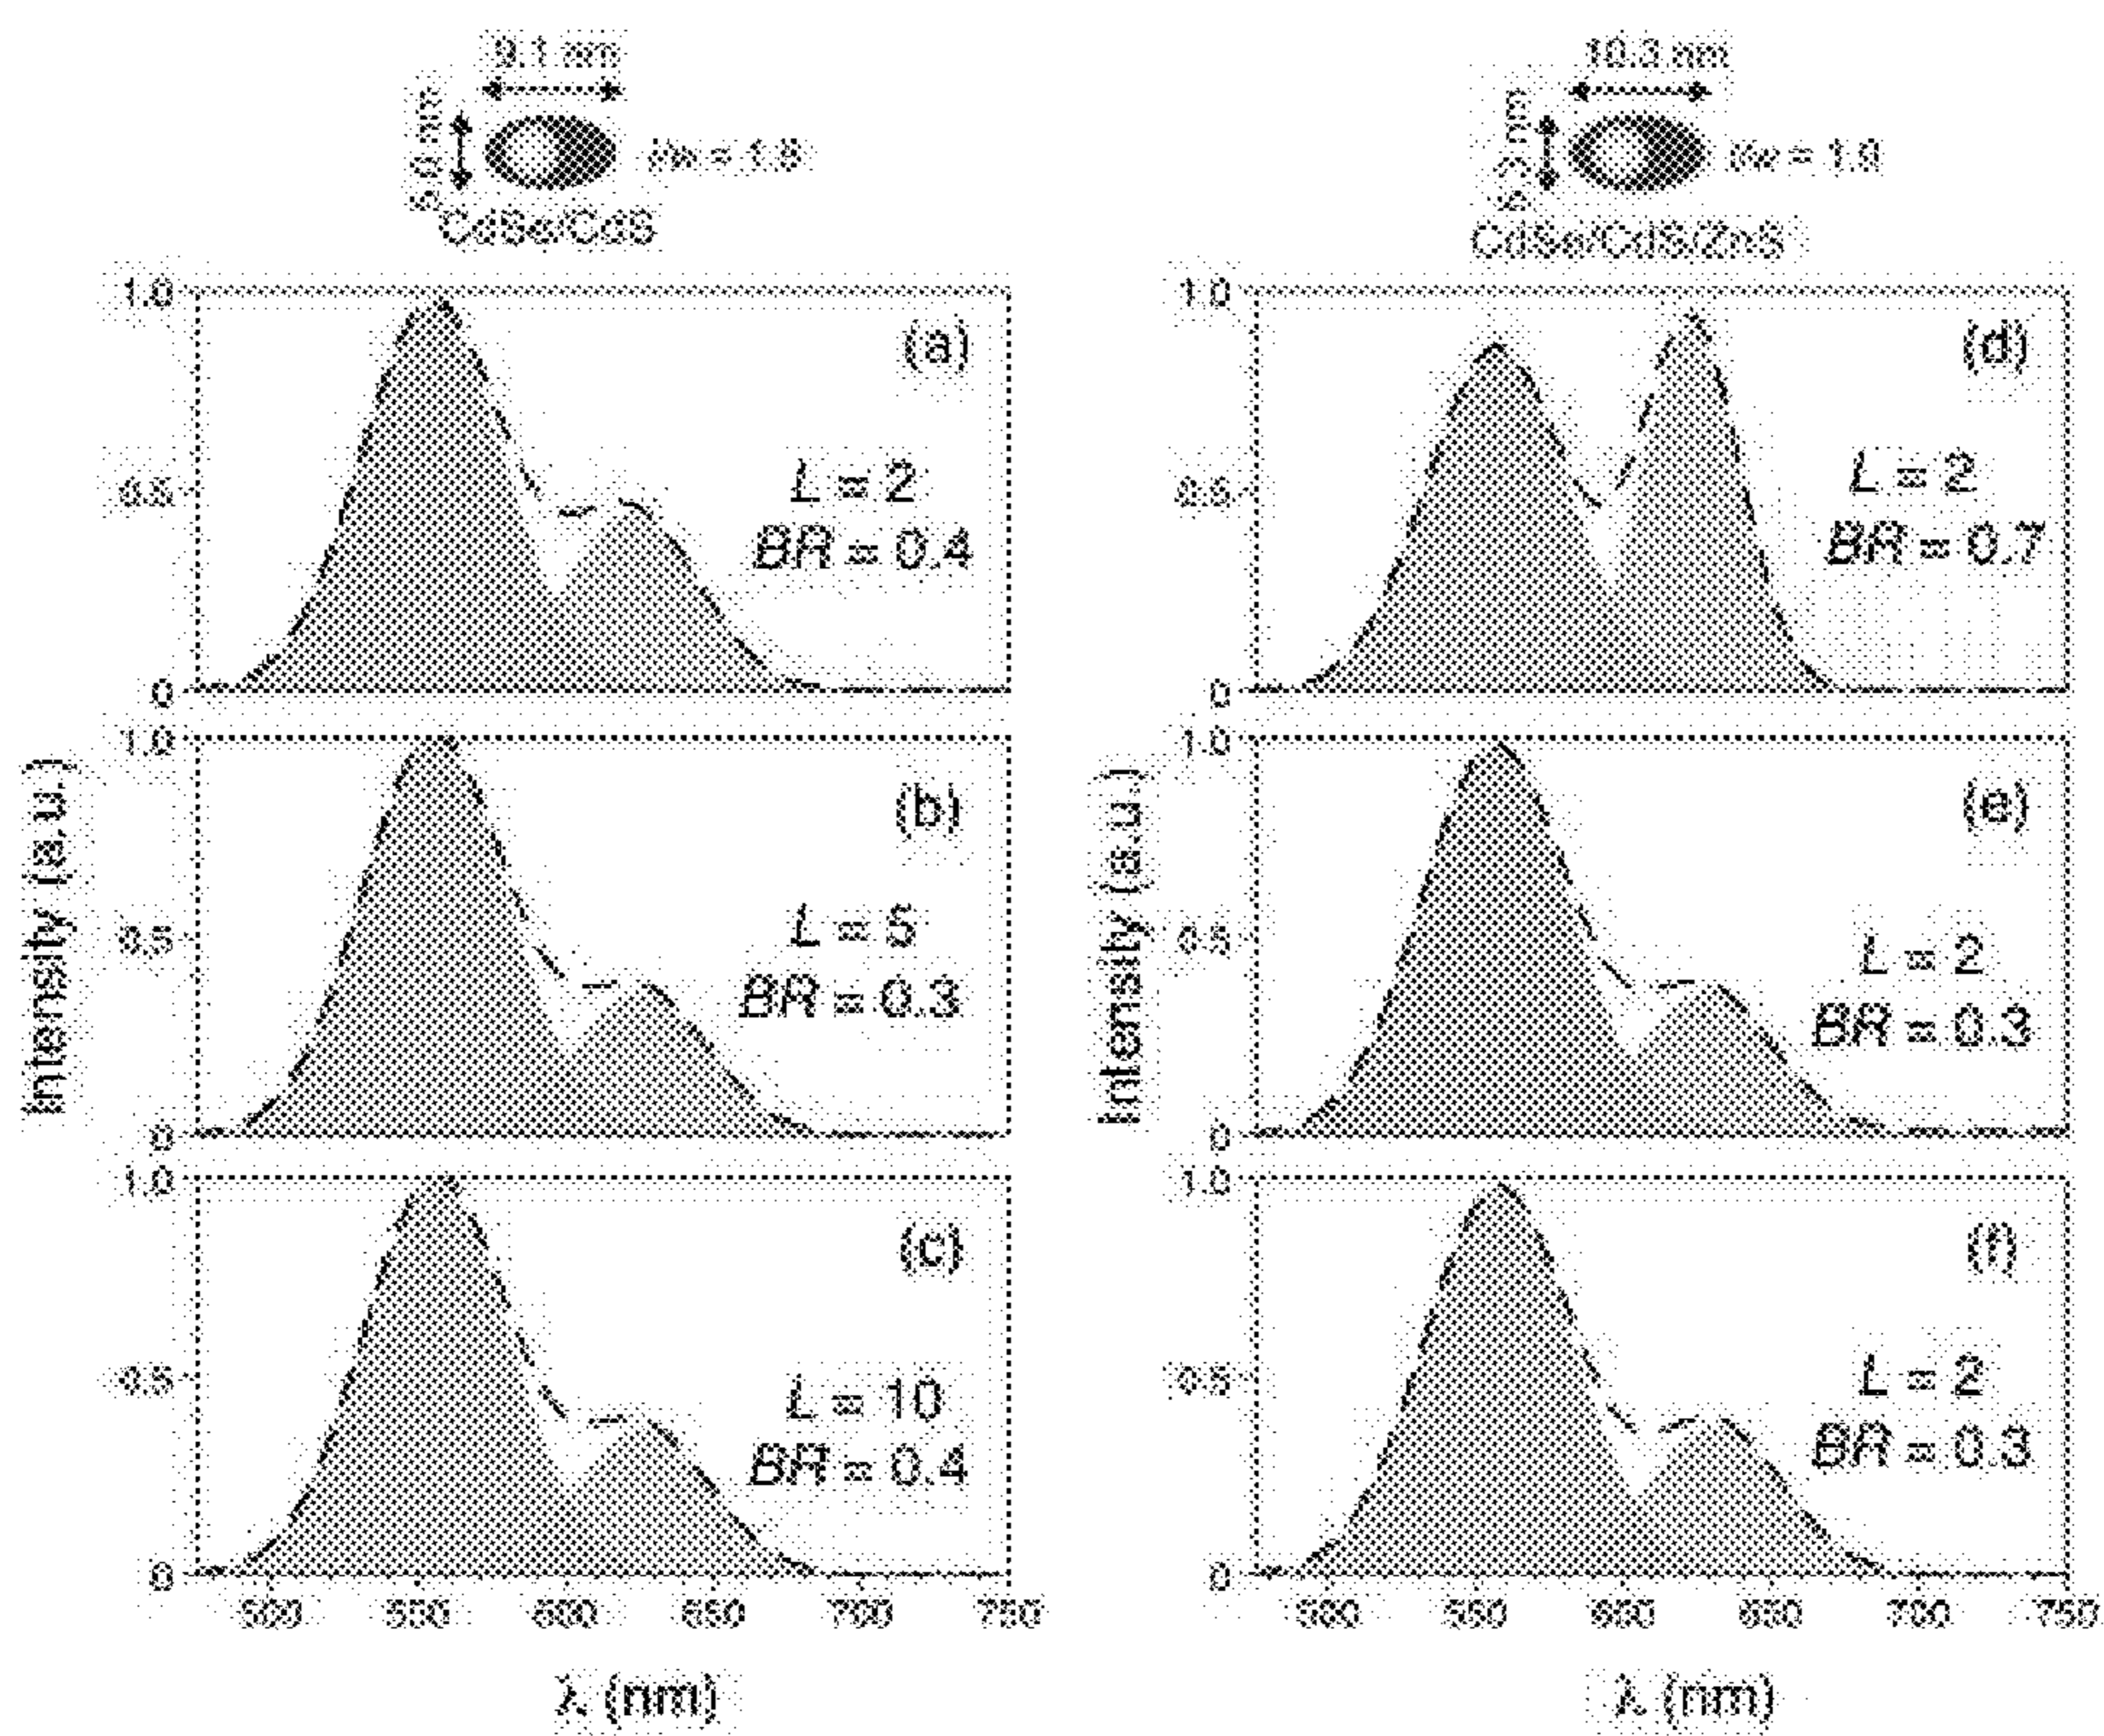 9.1 nm
CdSe/CdS
1.0
(a)
0.5
L = 2
BR = 0.4
0
1.0
(b)
0.5
L = 5
BR = 0.3
0
1.0
(c)
0.5
L = 10
BR = 0.4
0
500 550 600 650 700 750
Intensity (a.u.)
λ (nm)
10.3 nm
CdSe/CdS/ZnS
1.0
(d)
0.5
L = 2
BR = 0.7
0
1.0
(e)
0.5
L = 2
BR = 0.3
0
1.0
(f)
0.5
L = 2
BR = 0.3
0
500 550 600 650 700 750
Intensity (a.u.)
λ (nm)